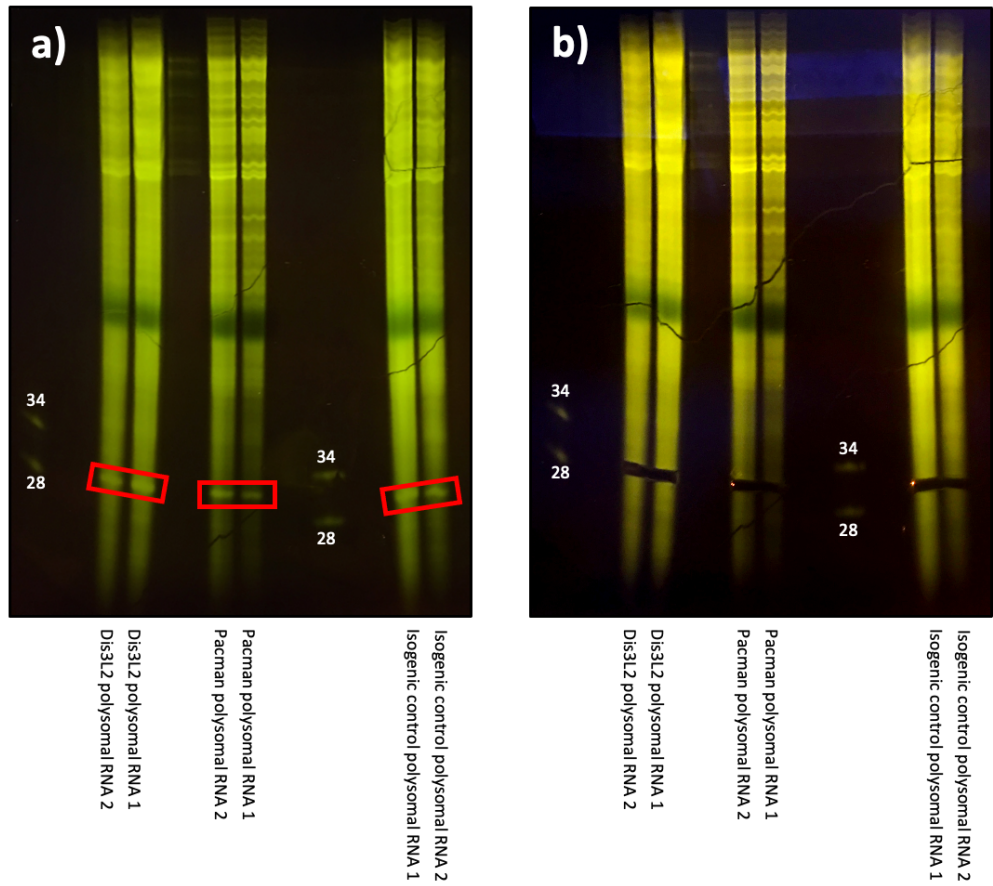 a)
b)
34
28
34
28
34
28
34
28
Dis3L2 polysomal RNA 2
Dis3L2 polysomal RNA 1
Pacman polysomal RNA 2
Pacman polysomal RNA 1
Isogenic control polysomal RNA 1
Isogenic control polysomal RNA 2
Dis3L2 polysomal RNA 2
Dis3L2 polysomal RNA 1
Pacman polysomal RNA 2
Pacman polysomal RNA 1
Isogenic control polysomal RNA 1
Isogenic control polysomal RNA 2